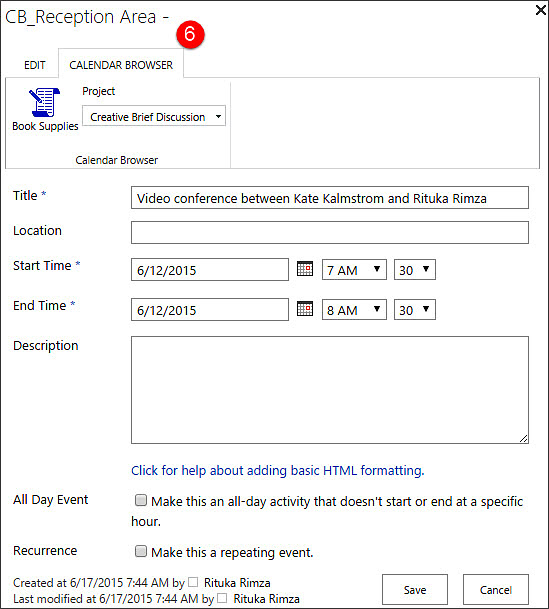 CB_Reception Area -
6
EDIT CALENDAR BROWSER
Project
Creative Brief Discussion
Book Supplies
Calendar Browser
Title * Video conference between Kate Kalmstrom and Rituka Rimza
Location
Start Time * 6/12/2015 7 AM 30
End Time * 6/12/2015 8 AM 30
Description
Click for help about adding basic HTML formatting.
All Day Event Make this an all-day activity that doesn't start or end at a specific
hour.
Recurrence Make this a repeating event.
Created at 6/17/2015 7:44 AM by Rituka Rimza
Last modified at 6/17/2015 7:44 AM by Rituka Rimza
Save Cancel